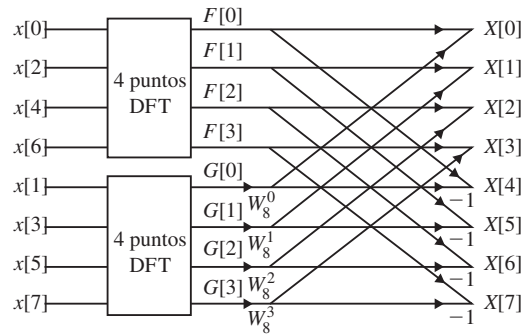 x[0] F[0] X[0]
x[2] F[1] X[1]
4 puntos
DFT
x[4] F[2] X[2]
x[6] F[3] X[3]
x[1] G[0] W₈⁰ X[4] −1
x[3] G[1] W₈¹ X[5] −1
4 puntos
DFT
x[5] G[2] W₈² X[6] −1
x[7] G[3] W₈³ X[7] −1